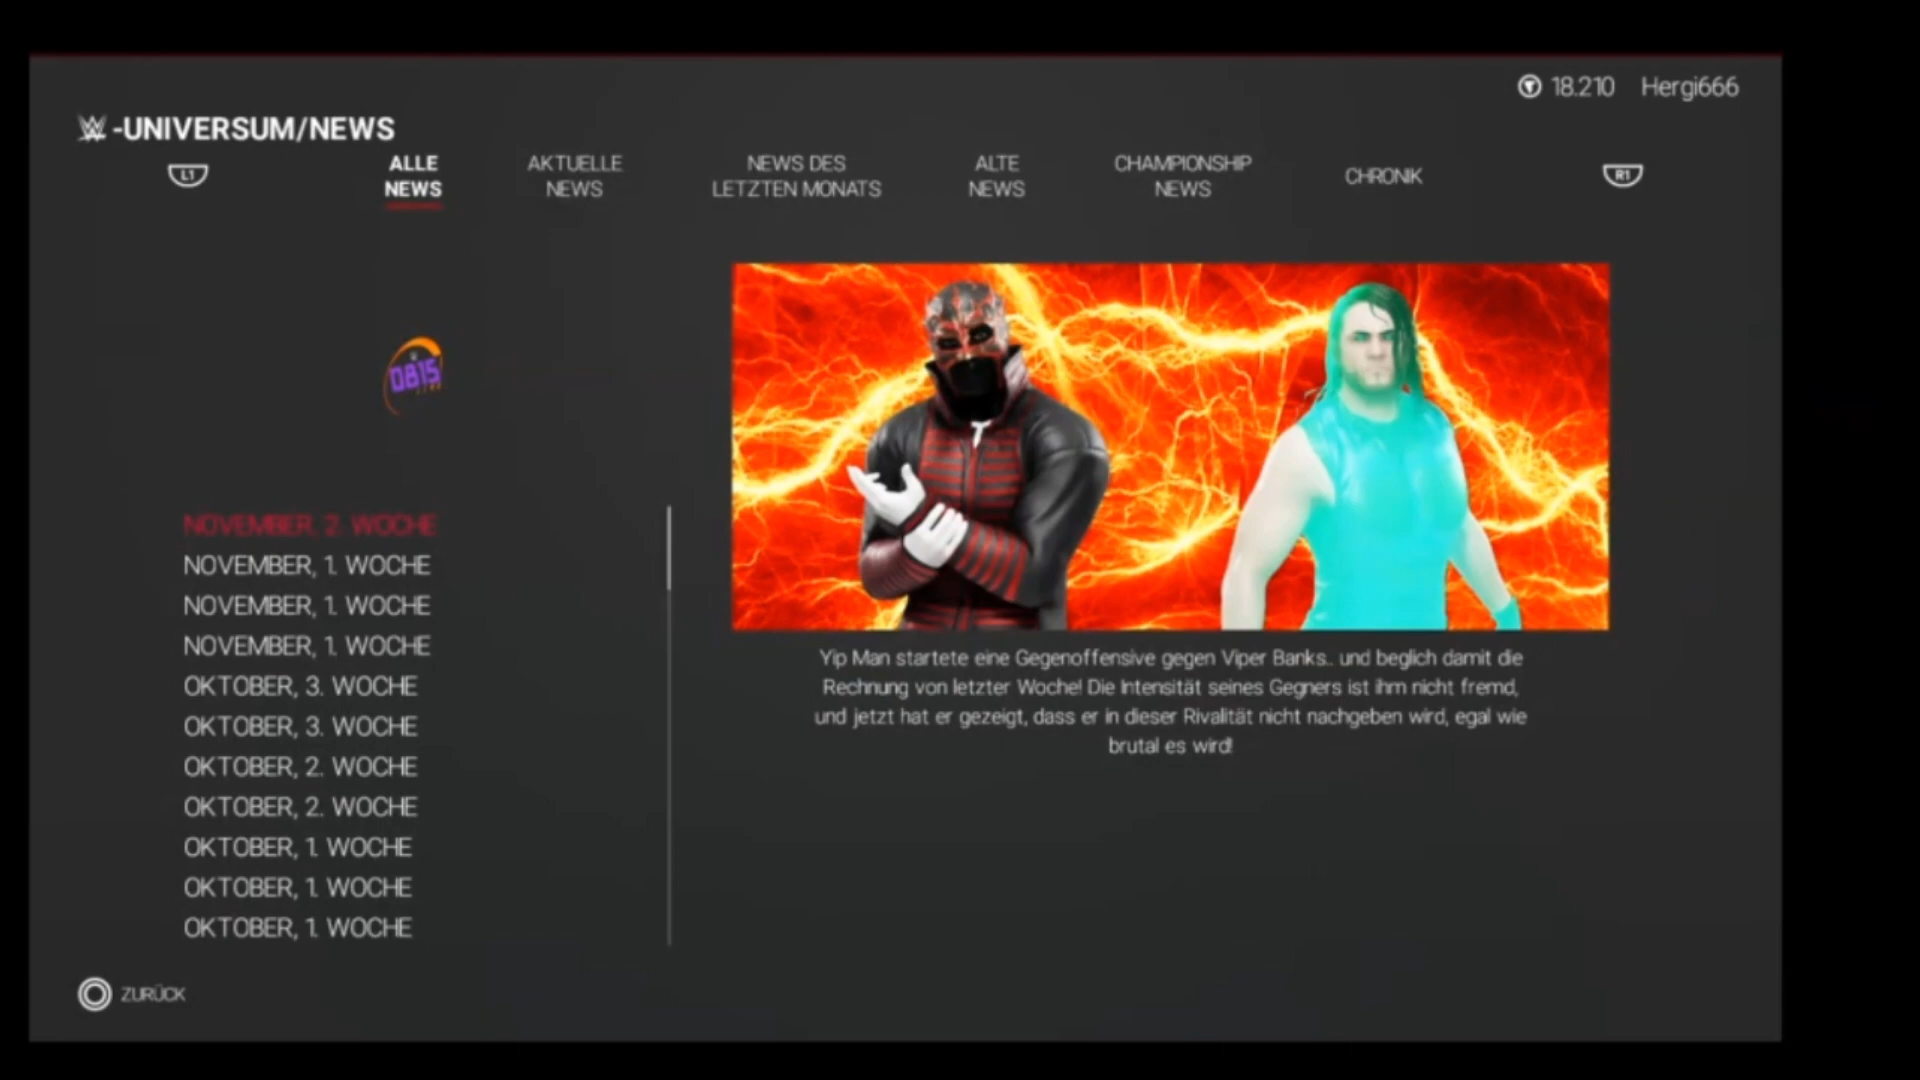 18.210 Hergi666
W-UNIVERSUM/NEWS
L1
ALLE
NEWS
AKTUELLE
NEWS
NEWS DES
LETZTEN MONATS
ALTE
NEWS
CHAMPIONSHIP
NEWS
CHRONIK
R1
0815
NOVEMBER, 2. WOCHE
NOVEMBER, 1. WOCHE
NOVEMBER, 1. WOCHE
NOVEMBER, 1. WOCHE
OKTOBER, 3. WOCHE
OKTOBER, 3. WOCHE
OKTOBER, 2. WOCHE
OKTOBER, 2. WOCHE
OKTOBER, 1. WOCHE
OKTOBER, 1. WOCHE
OKTOBER, 1. WOCHE
Yip Man startete eine Gegenoffensive gegen Viper Banks.. und beglich damit die
Rechnung von letzter Woche! Die Intensität seines Gegners ist ihm nicht fremd,
und jetzt hat er gezeigt, dass er in dieser Rivalität nicht nachgeben wird, egal wie
brutal es wird!
ZURÜCK